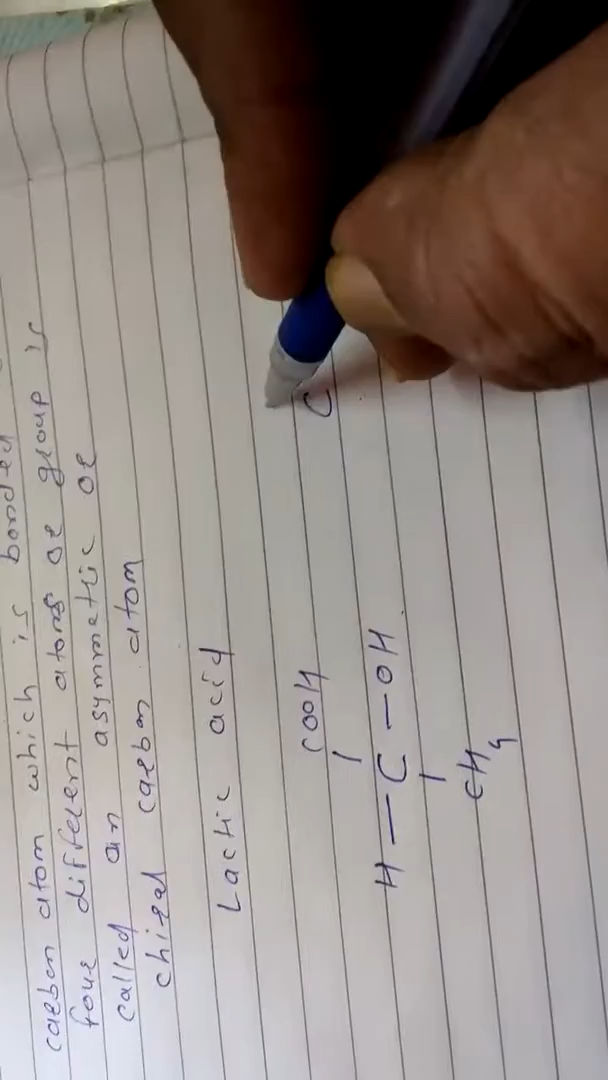 carbon atom which is bonded
four different atoms or group is
called an asymmetric or
chiral carbon atom
Lactic acid
COOH
|
H — C — OH
|
CH4
C